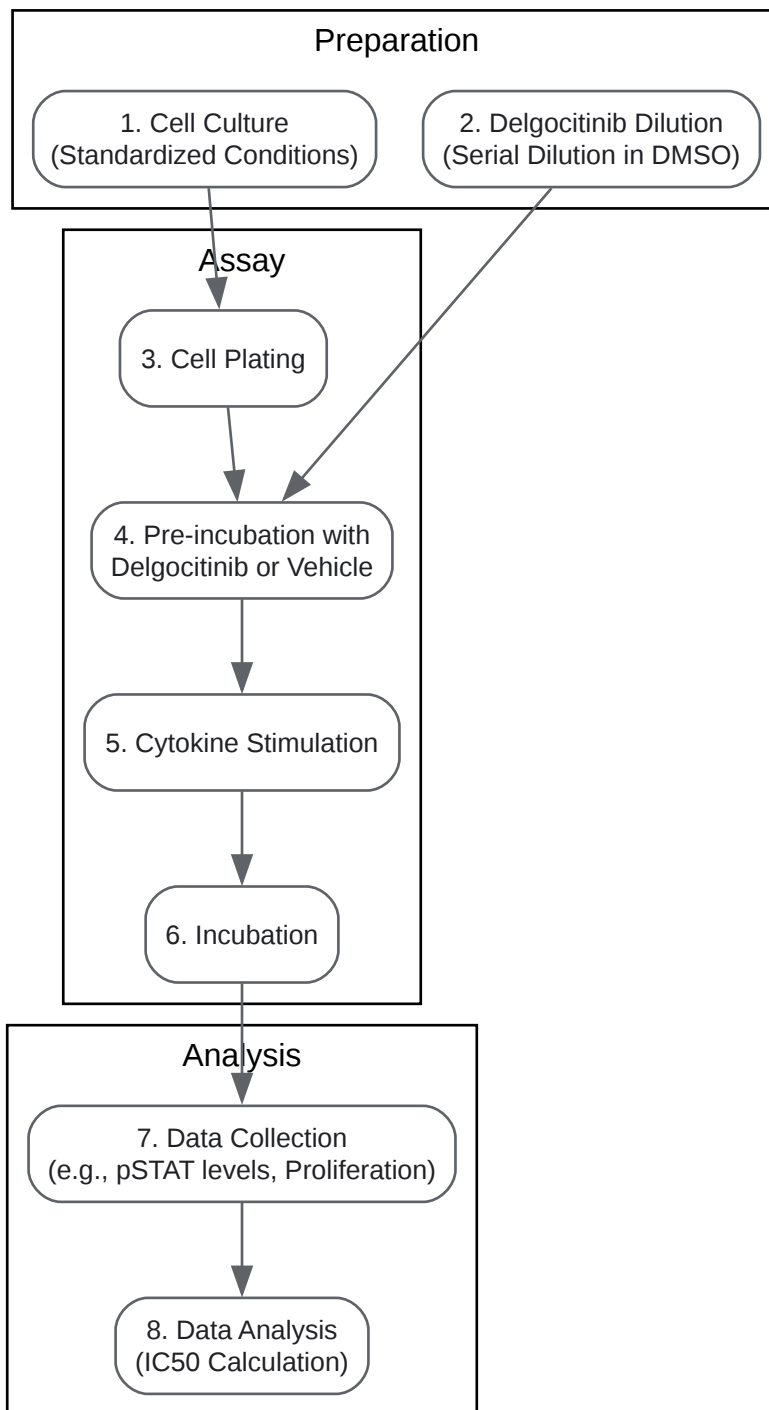 Preparation
1. Cell Culture
(Standardized Conditions)
2. Delgocitinib Dilution
(Serial Dilution in DMSO)
Assay
3. Cell Plating
4. Pre-incubation with
Delgocitinib or Vehicle
5. Cytokine Stimulation
6. Incubation
Analysis
7. Data Collection
(e.g., pSTAT levels, Proliferation)
8. Data Analysis
(IC50 Calculation)